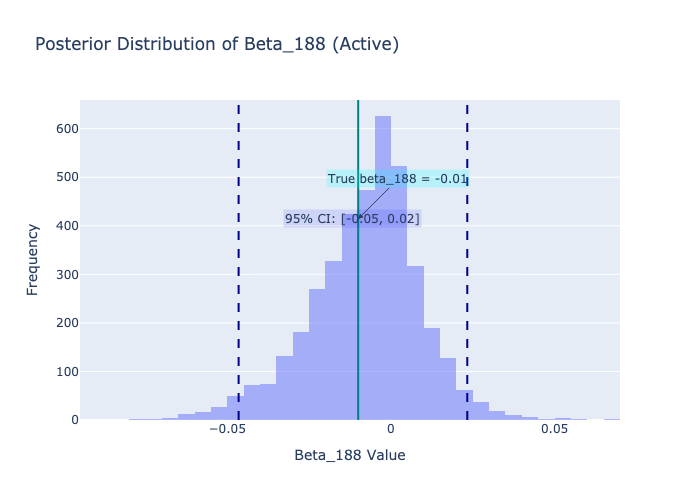 Posterior Distribution of Beta_188 (Active)
600
500
400
300
200
100
0
Frequency
True beta_188 = -0.01
95% CI: [-0.05, 0.02]
−0.05
0
0.05
Beta_188 Value